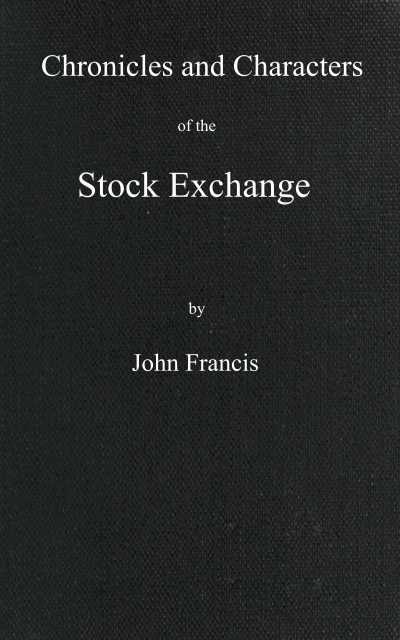 Chronicles and Characters
of the
Stock Exchange
by
John Francis